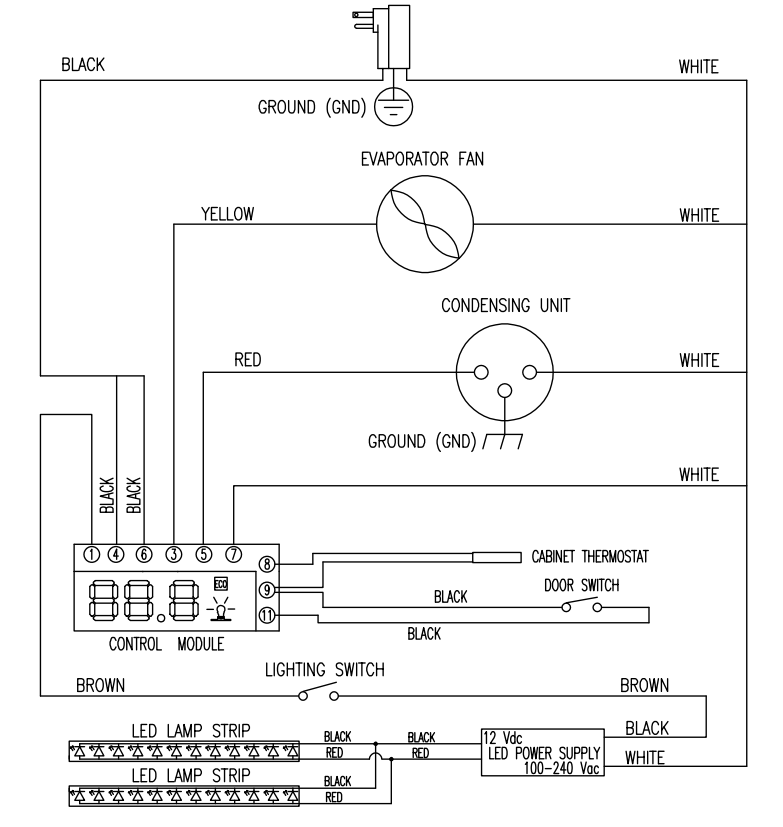 BLACK
WHITE
GROUND (GND)
EVAPORATOR FAN
YELLOW
WHITE
CONDENSING UNIT
RED
WHITE
GROUND (GND)
WHITE
BLACK
BLACK
1 4 6 3 5 7
8
CABINET THERMOSTAT
ECO
9
DOOR SWITCH
BLACK
88.8
11
BLACK
CONTROL MODULE
LIGHTING SWITCH
BROWN
BROWN
LED LAMP STRIP
BLACK
BLACK
12 Vdc
BLACK
RED
RED
LED POWER SUPPLY
WHITE
100-240 Vac
LED LAMP STRIP
BLACK
RED